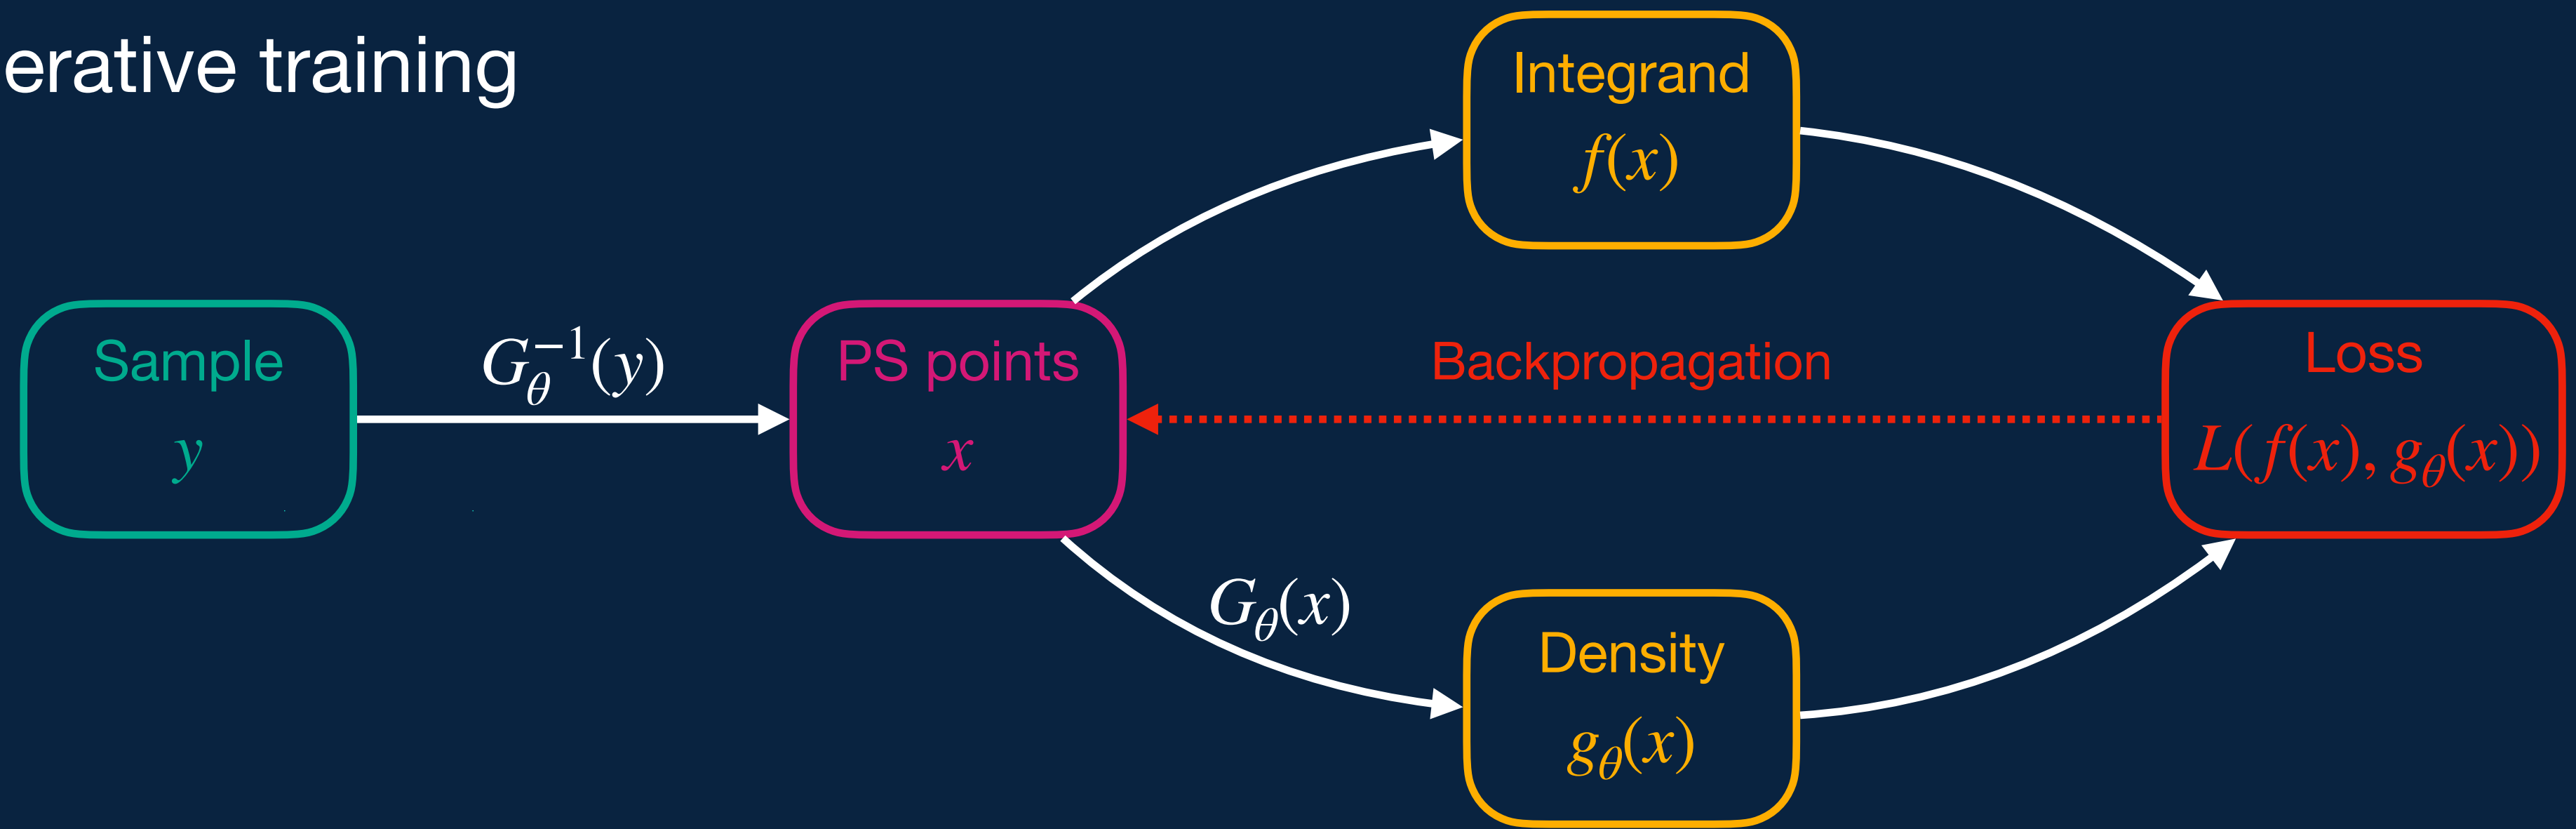 erative training
Sample
y
G_θ^{-1}(y)
PS points
x
Integrand
f(x)
Backpropagation
Loss
L(f(x), g_θ(x))
G_θ(x)
Density
g_θ(x)